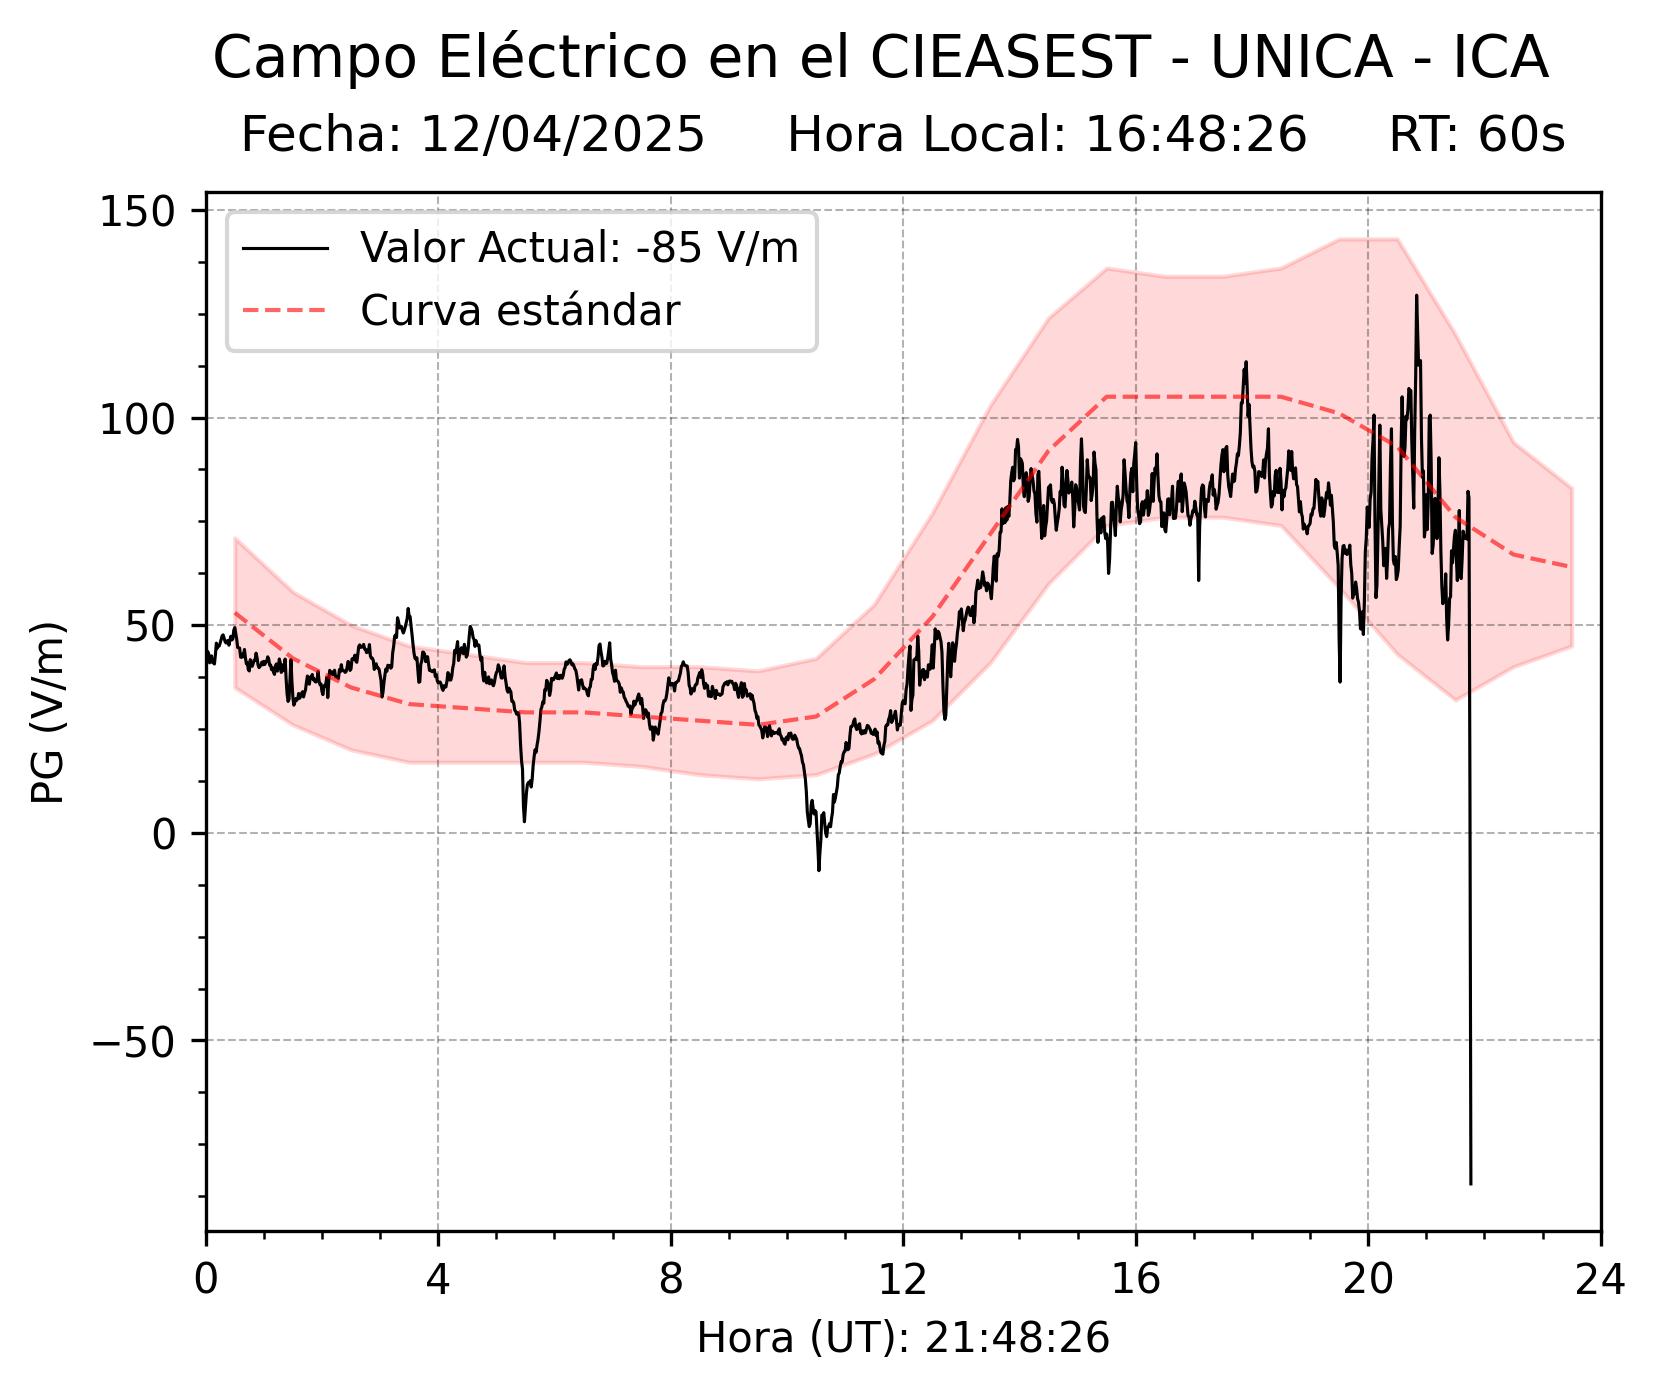 Campo Eléctrico en el CIEASEST - UNICA - ICA
Fecha: 12/04/2025 Hora Local: 16:48:26 RT: 60s
Valor Actual: -85 V/m
Curva estándar
PG (V/m)
150
100
50
0
−50
0 4 8 12 16 20 24
Hora (UT): 21:48:26